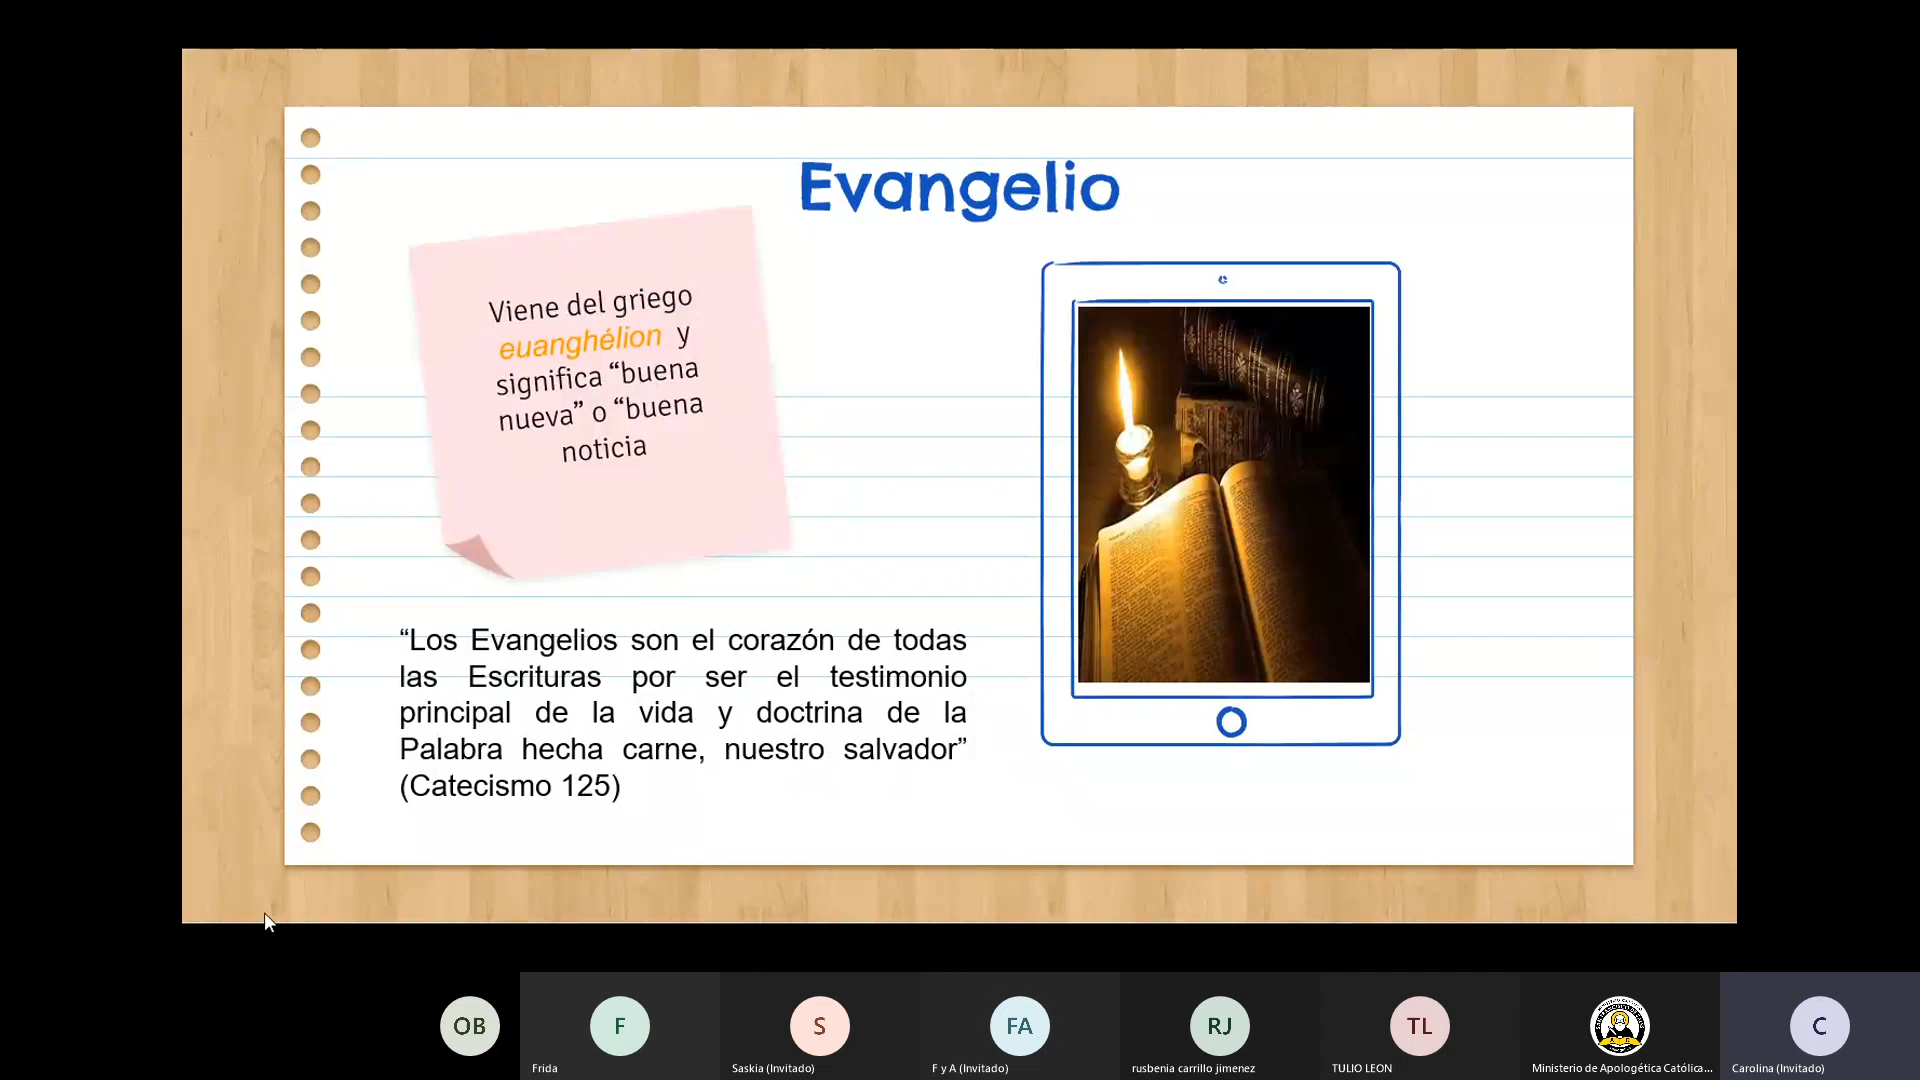 Evangelio
Viene del griego
euanghélion y
significa “buena
nueva” o “buena
noticia
“Los Evangelios son el corazón de todas
las Escrituras por ser el testimonio
principal de la vida y doctrina de la
Palabra hecha carne, nuestro salvador”
(Catecismo 125)
OB
F
S
FA
RJ
TL
C
Frida
Saskia (Invitado)
F y A (Invitado)
rusbenia carrillo jimenez
TULIO LEON
Ministerio de Apologética Católica...
Carolina (Invitado)